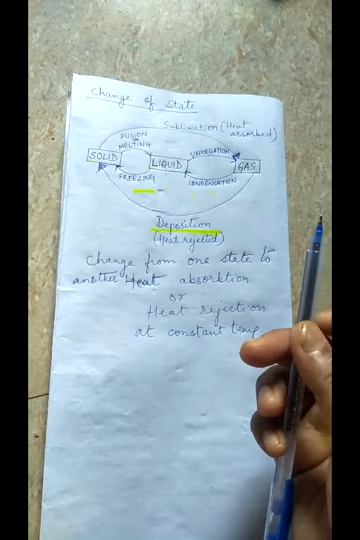 Change of State
Sublimation (Heat absorbed)
FUSION
MELTING
VAPORISATION
SOLID
LIQUID
GAS
FREEZING
CONDENSATION
Deposition
(Heat rejected)
Change from one state to
another Heat absorbtion
or
Heat rejection
at constant temp.